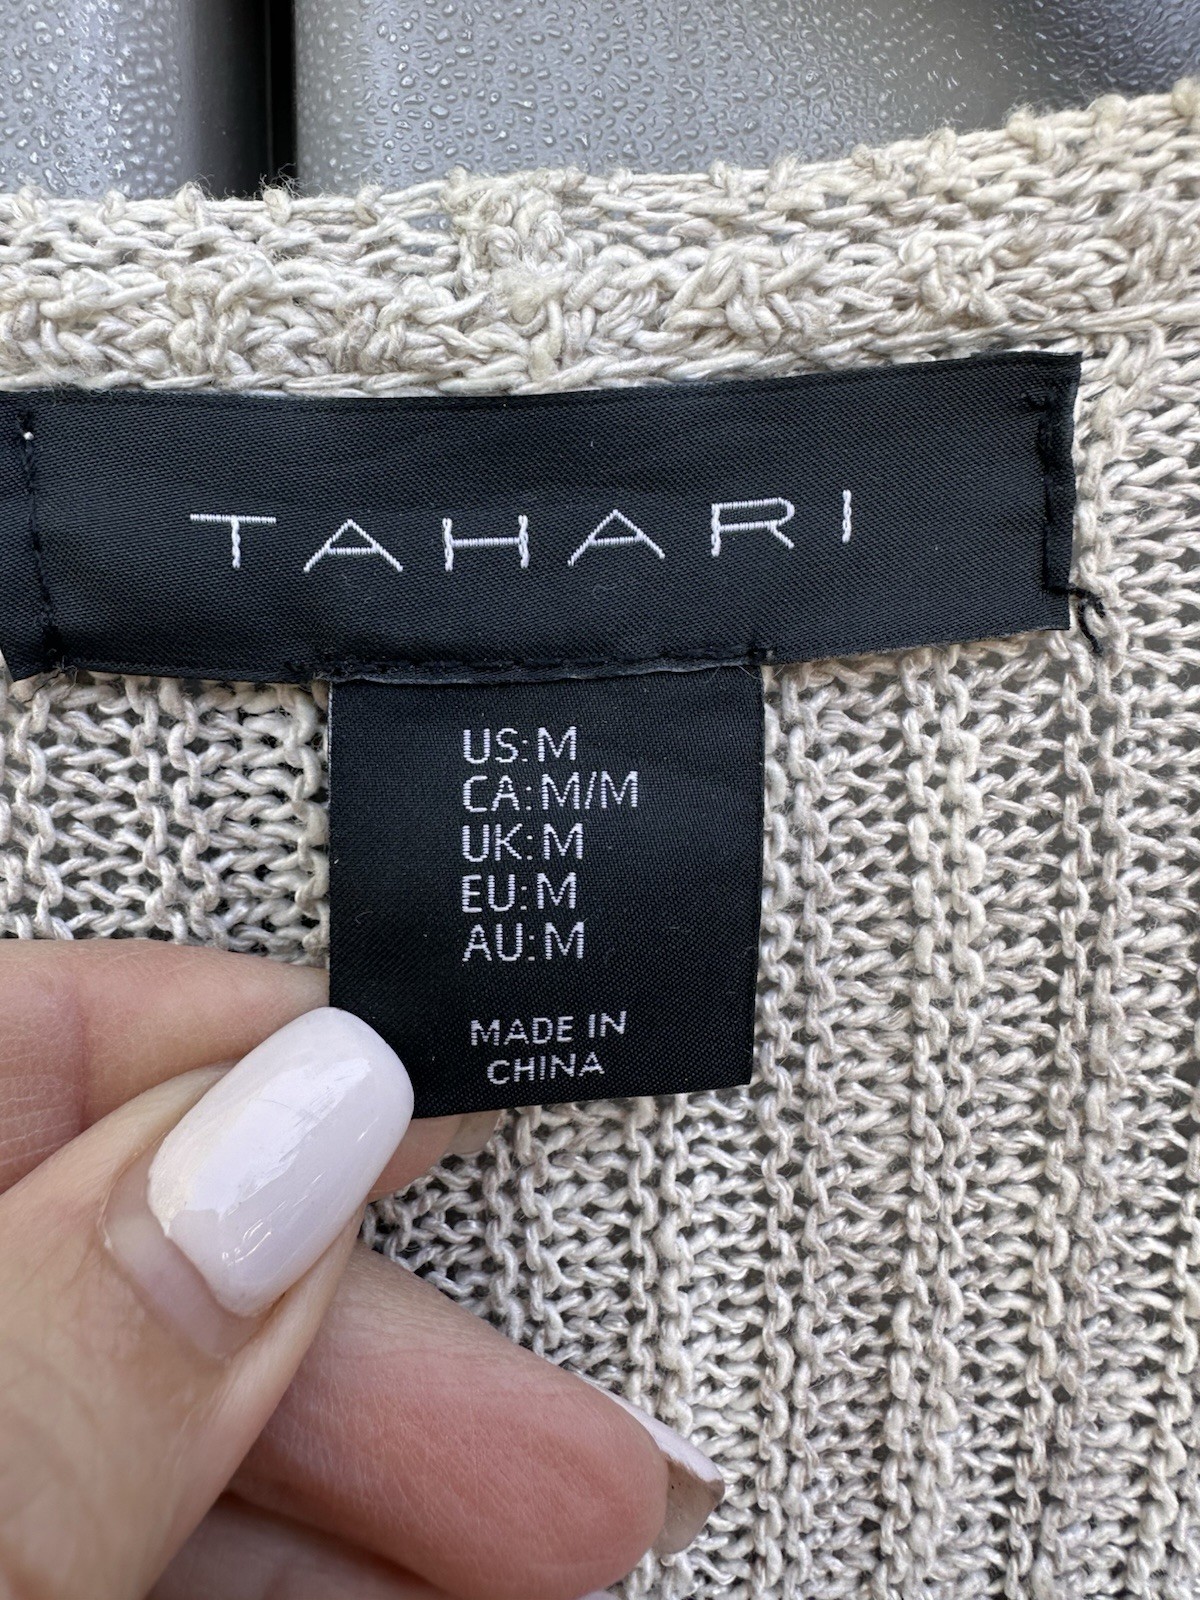 TAHARI
US: M
CA: M/M
UK: M
EU: M
AU: M
MADE IN
CHINA